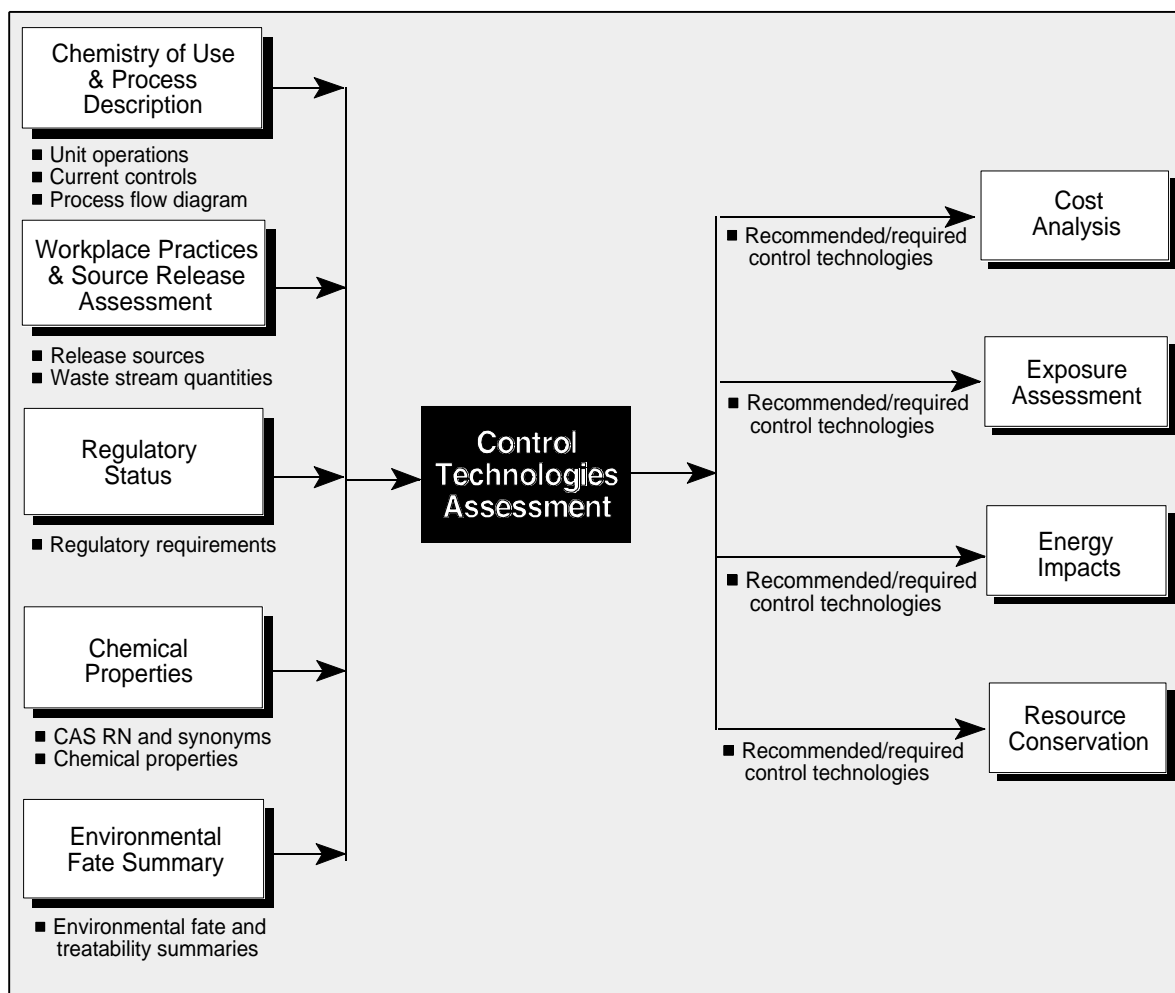 Chemistry of Use
& Process
Description
■ Unit operations
■ Current controls
■ Process flow diagram
Workplace Practices
& Source Release
Assessment
■ Release sources
■ Waste stream quantities
Regulatory
Status
■ Regulatory requirements
Chemical
Properties
■ CAS RN and synonyms
■ Chemical properties
Environmental
Fate Summary
■ Environmental fate and
treatability summaries
Control
Technologies
Assessment
■ Recommended/required
control technologies
Cost
Analysis
■ Recommended/required
control technologies
Exposure
Assessment
■ Recommended/required
control technologies
Energy
Impacts
■ Recommended/required
control technologies
Resource
Conservation